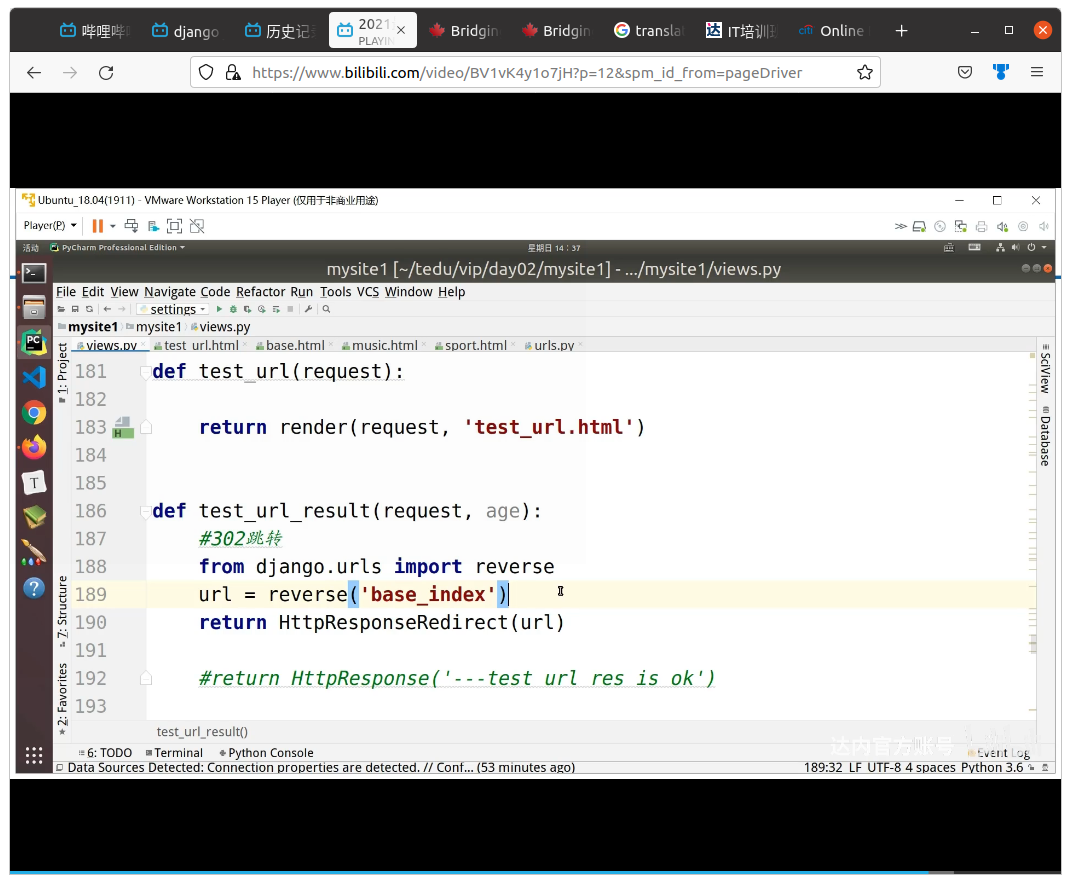 哔哩哔
django
历史记
2021
PLAYIN
Bridgin
Bridgin
transla
IT培训
Online
https://www.bilibili.com/video/BV1vK4y1o7jH?p=12&spm_id_from=pageDriver
Ubuntu_18.04(1911) - VMware Workstation 15 Player (仅用于非商业用途)
Player(P)
活动 PyCharm Professional Edition 星期日 14:37
mysite1 [~/tedu/vip/day02/mysite1] - .../mysite1/views.py
File Edit View Navigate Code Refactor Run Tools VCS Window Help
settings
mysite1 mysite1 views.py
views.py test_url.html base.html music.html sport.html urls.py
1: Project
7: Structure
2: Favorites
SciView
Database
181 def test_url(request):
182
183 return render(request, 'test_url.html')
184
185
186 def test_url_result(request, age):
187 #302跳转
188 from django.urls import reverse
189 url = reverse('base_index')
190 return HttpResponseRedirect(url)
191
192 #return HttpResponse('---test url res is ok')
193
test_url_result()
达内官方账号
6: TODO Terminal Python Console Event Log
Data Sources Detected: Connection properties are detected. // Conf... (53 minutes ago) 189:32 LF UTF-8 4 spaces Python 3.6